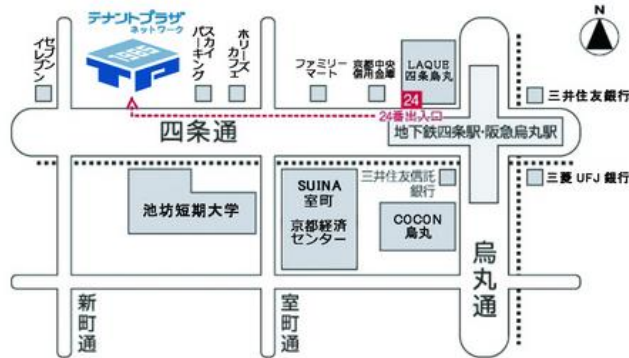 テナントプラザ
ネットワーク
1985
N
セブン
イレブン
スカイ
パーキング
ホリーズ
カフェ
ファミリー
マート
京都中央
信用金庫
LAQUE
四条烏丸
24
24番出入口
三井住友銀行
四条通
地下鉄四条駅・阪急烏丸駅
三井住友信託
銀行
三菱UFJ銀行
池坊短期大学
SUINA
室町
京都経済
センター
COCON
烏丸
新町通
室町通
烏丸通